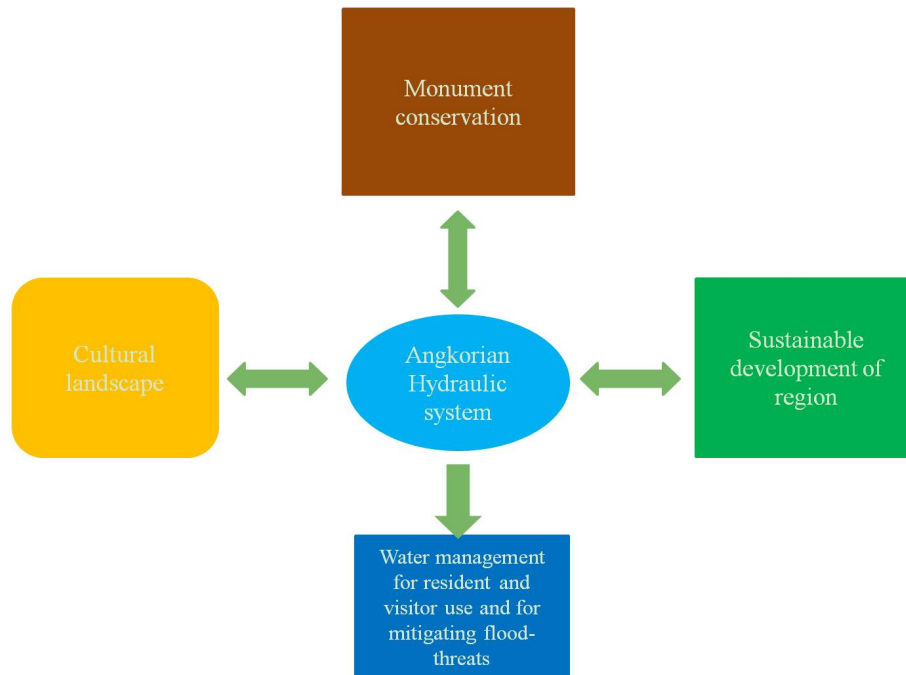 Monument
conservation
Cultural
landscape
Angkorian
Hydraulic
system
Sustainable
development of
region
Water management
for resident and
visitor use and for
mitigating flood-
threats